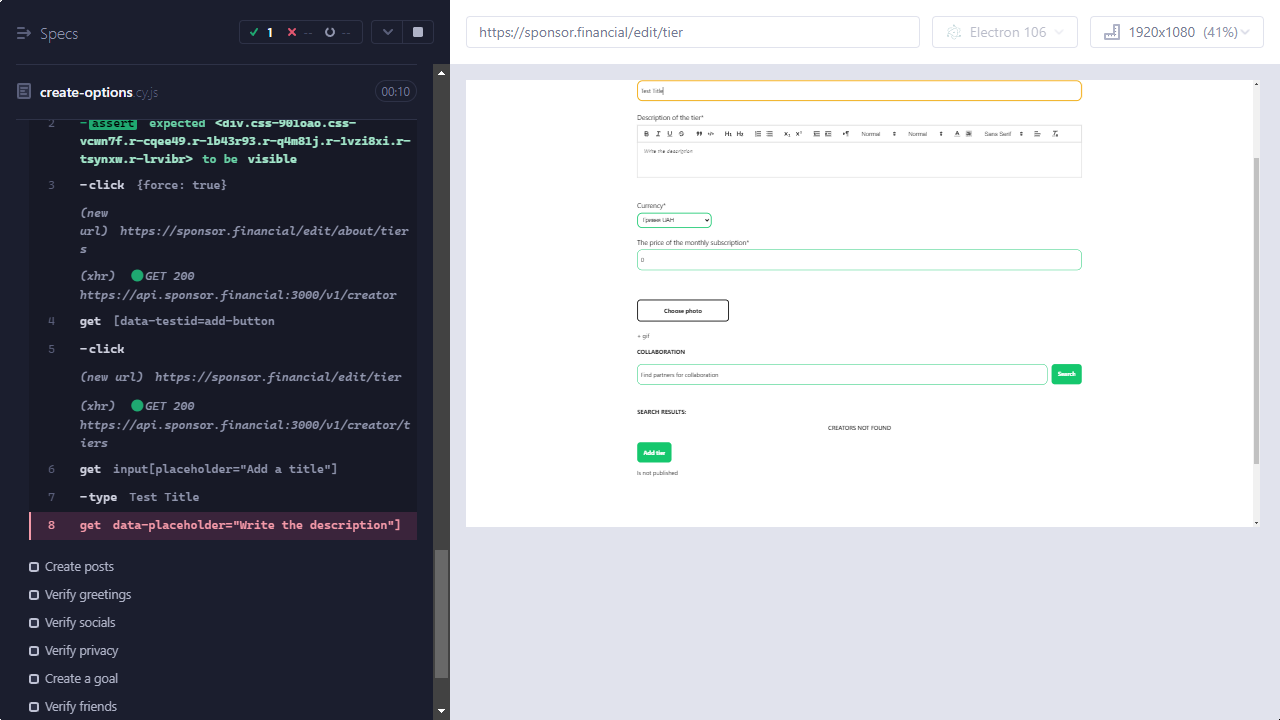 Specs
1
--
--
https://sponsor.financial/edit/tier
Electron 106
1920x1080 (41%)
create-options.cy.js
00:10
2 -assert expected <div.css-901oao.css-
vcwn7f.r-cqee49.r-1b43r93.r-q4m81j.r-1vzi8xi.r-
tsynxw.r-lrvibr> to be visible
3 -click {force: true}
(new
url) https://sponsor.financial/edit/about/tier
s
(xhr) GET 200
https://api.sponsor.financial:3000/v1/creator
4 get [data-testid=add-button
5 -click
(new url) https://sponsor.financial/edit/tier
(xhr) GET 200
https://api.sponsor.financial:3000/v1/creator/t
iers
6 get input[placeholder="Add a title"]
7 -type Test Title
8 get data-placeholder="Write the description"]
Create posts
Verify greetings
Verify socials
Verify privacy
Create a goal
Verify friends
Test Title
Description of the tier*
B I U S H1 H2 X₂ X² Normal Normal A Sans Serif
Write the description
Currency*
Гривня UAH
The price of the monthly subscription*
0
Choose photo
+ gif
COLLABORATION
Find partners for collaboration
Search
SEARCH RESULTS:
CREATORS NOT FOUND
Add tier
Is not published